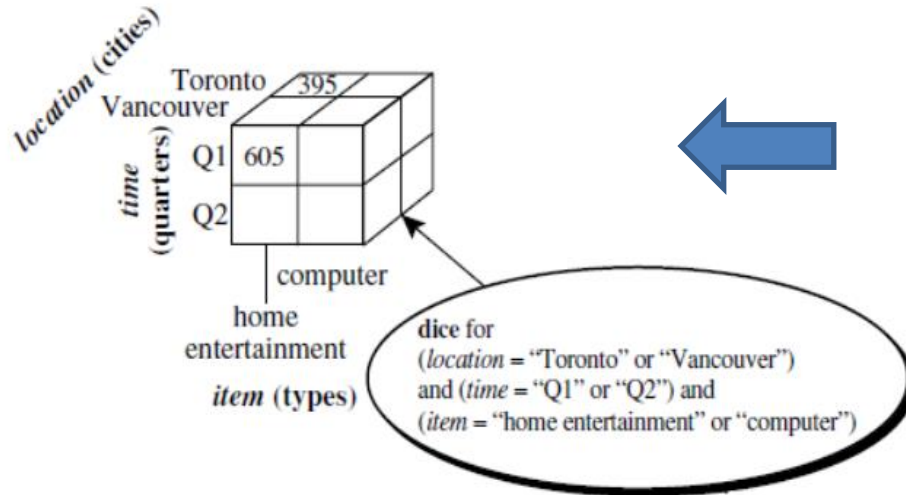 location (cities)
Toronto
Vancouver
395
time
(quarters)
Q1
605
Q2
computer
home
entertainment
item (types)
dice for
(location = “Toronto” or “Vancouver”)
and (time = “Q1” or “Q2”) and
(item = “home entertainment” or “computer”)